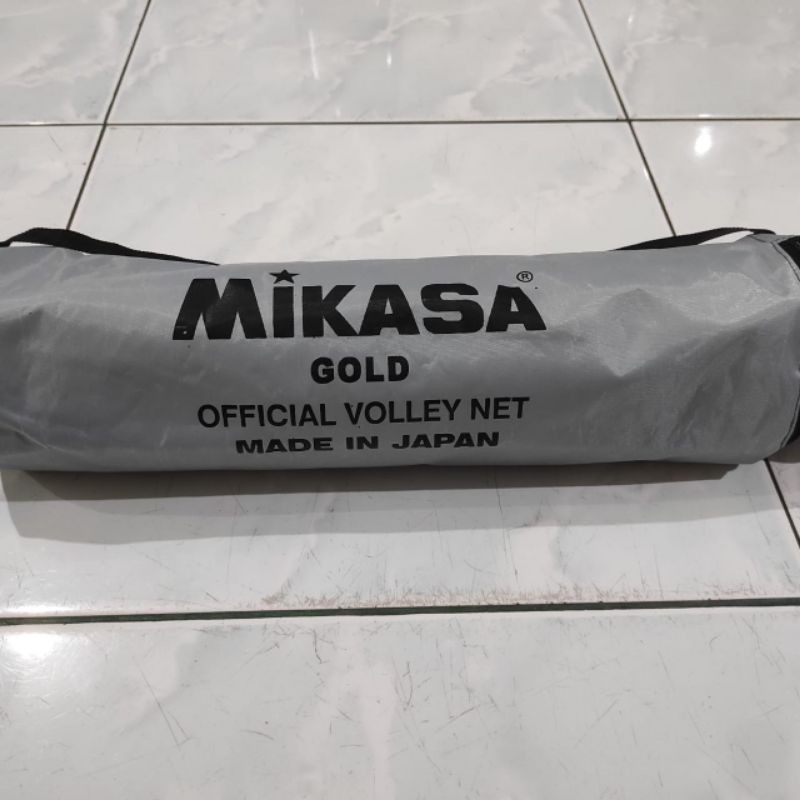 MIKASA®
GOLD
OFFICIAL VOLLEY NET
MADE IN JAPAN